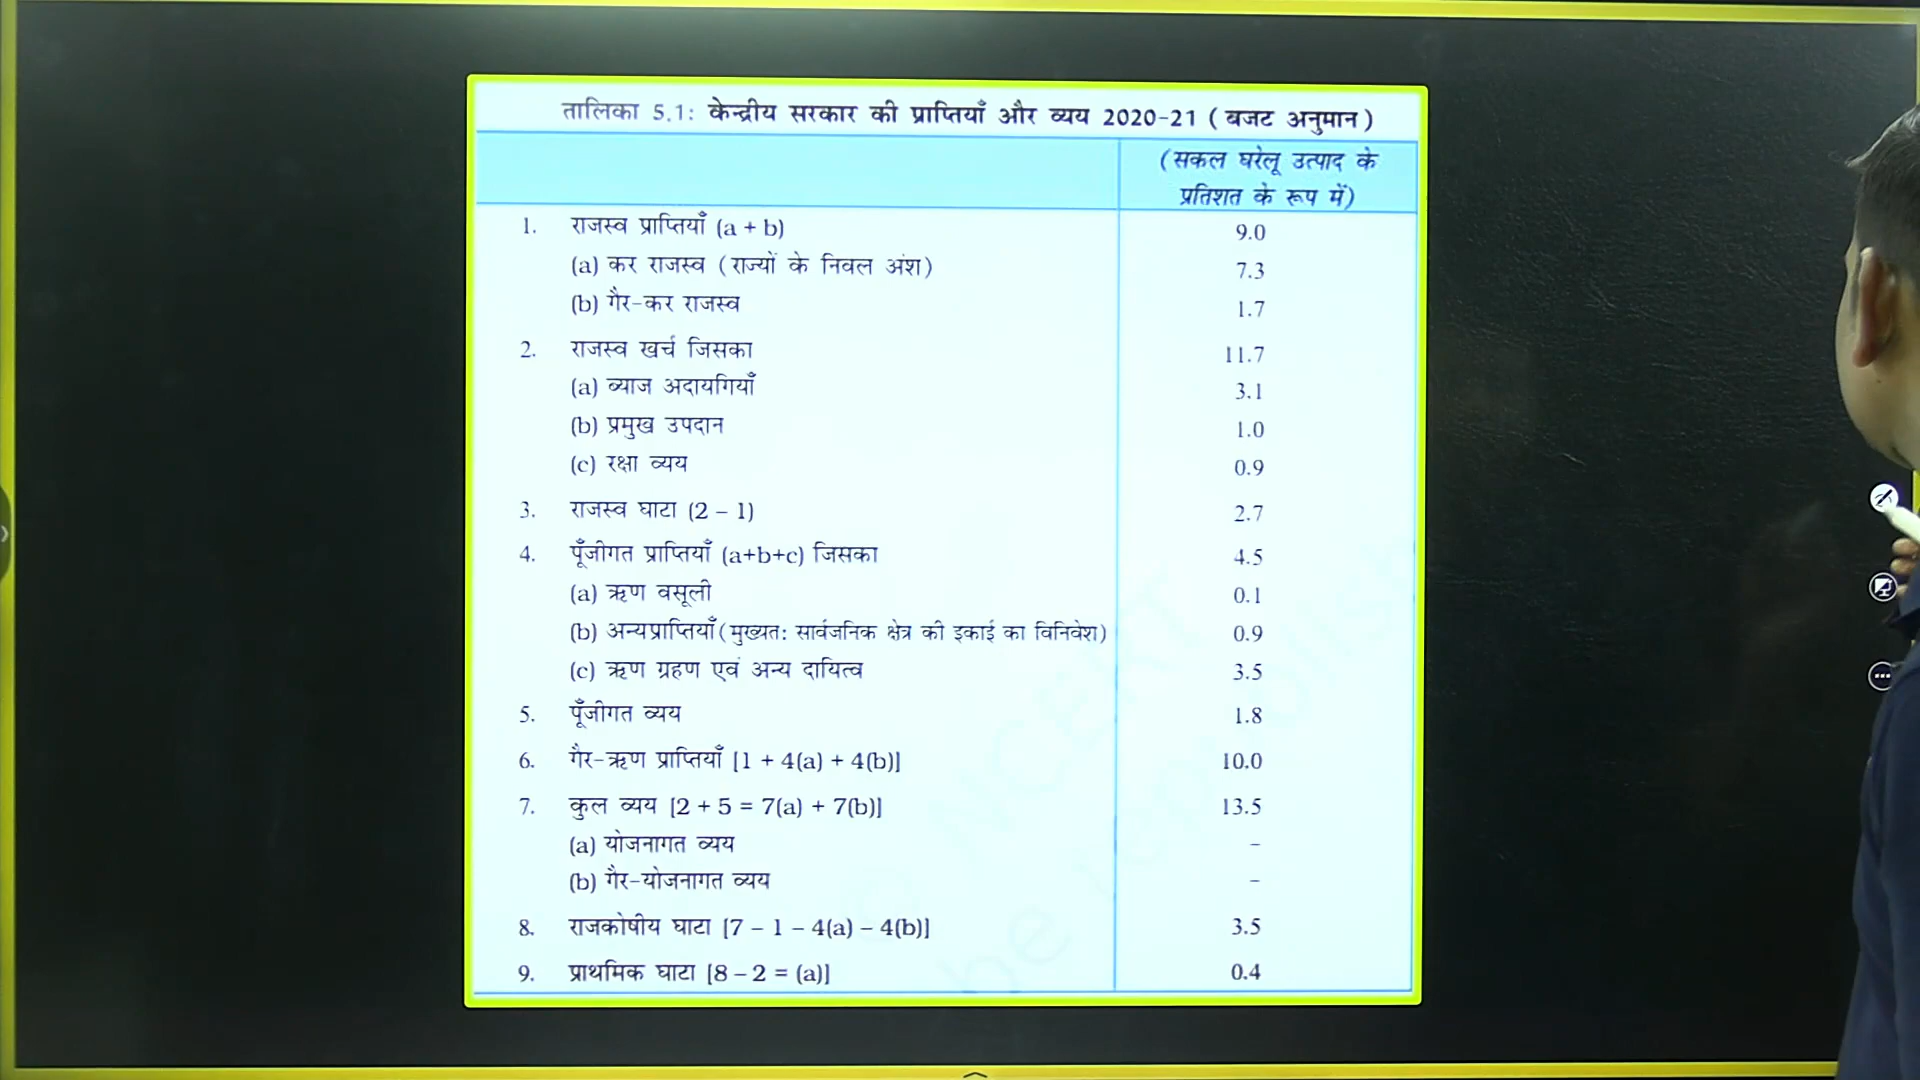 तालिका 5.1: केन्द्रीय सरकार की प्राप्तियाँ और व्यय 2020-21 ( बजट अनुमान )
(सकल घरेलू उत्पाद के
प्रतिशत के रूप में)
1. राजस्व प्राप्तियाँ (a + b) 9.0
(a) कर राजस्व (राज्यों के निवल अंश) 7.3
(b) गैर-कर राजस्व 1.7
2. राजस्व खर्च जिसका 11.7
(a) ब्याज अदायगियाँ 3.1
(b) प्रमुख उपदान 1.0
(c) रक्षा व्यय 0.9
3. राजस्व घाटा (2 – 1) 2.7
4. पूँजीगत प्राप्तियाँ (a+b+c) जिसका 4.5
(a) ऋण वसूली 0.1
(b) अन्यप्राप्तियाँ (मुख्यत: सार्वजनिक क्षेत्र की इकाई का विनिवेश) 0.9
(c) ऋण ग्रहण एवं अन्य दायित्व 3.5
5. पूँजीगत व्यय 1.8
6. गैर-ऋण प्राप्तियाँ [1 + 4(a) + 4(b)] 10.0
7. कुल व्यय [2 + 5 = 7(a) + 7(b)] 13.5
(a) योजनागत व्यय –
(b) गैर-योजनागत व्यय –
8. राजकोषीय घाटा [7 – 1 – 4(a) – 4(b)] 3.5
9. प्राथमिक घाटा [8 – 2 = (a)] 0.4